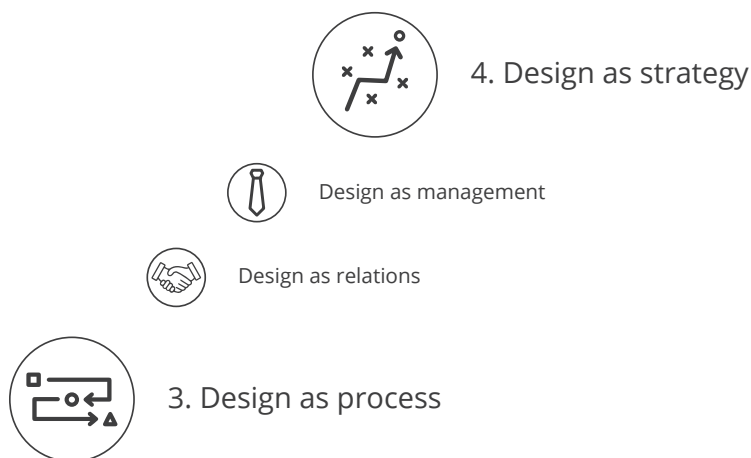 4. Design as strategy
Design as management
Design as relations
3. Design as process